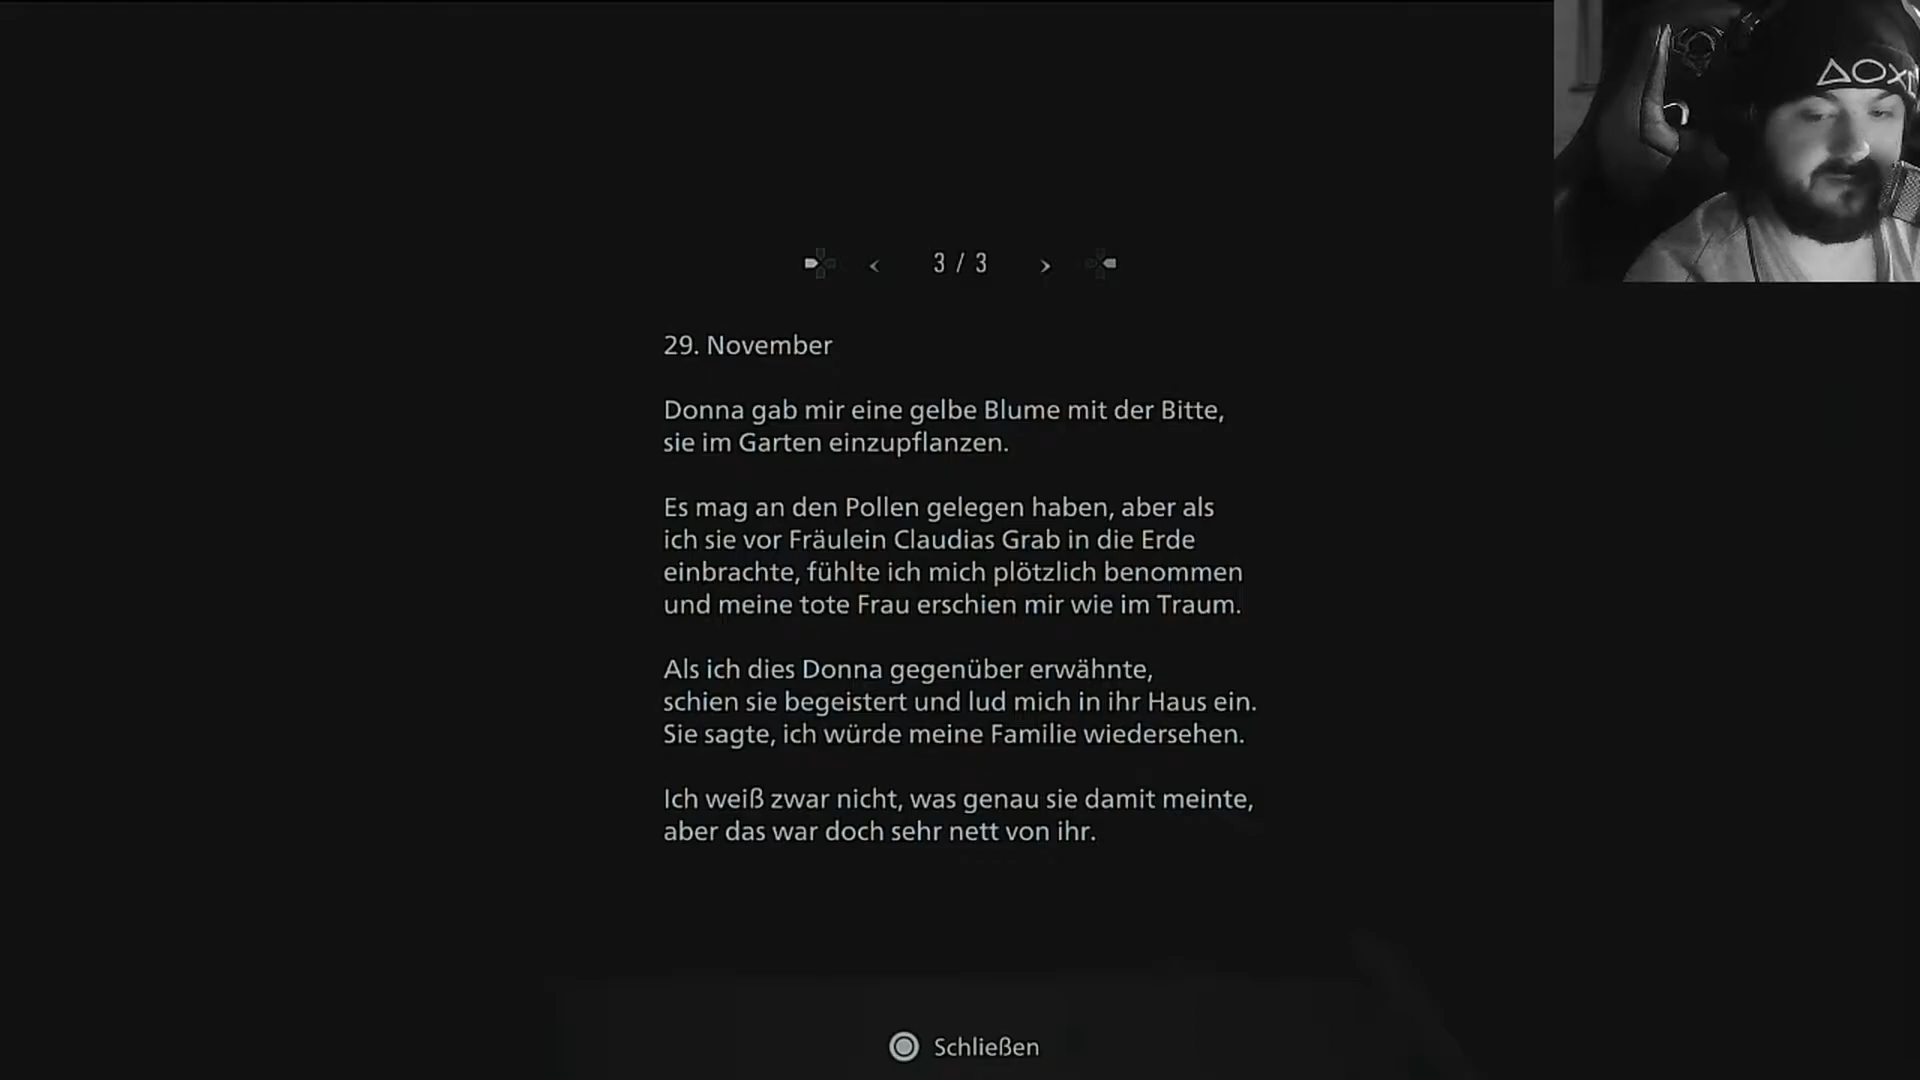 3 / 3
29. November
Donna gab mir eine gelbe Blume mit der Bitte,
sie im Garten einzupflanzen.
Es mag an den Pollen gelegen haben, aber als
ich sie vor Fräulein Claudias Grab in die Erde
einbrachte, fühlte ich mich plötzlich benommen
und meine tote Frau erschien mir wie im Traum.
Als ich dies Donna gegenüber erwähnte,
schien sie begeistert und lud mich in ihr Haus ein.
Sie sagte, ich würde meine Familie wiedersehen.
Ich weiß zwar nicht, was genau sie damit meinte,
aber das war doch sehr nett von ihr.
Schließen